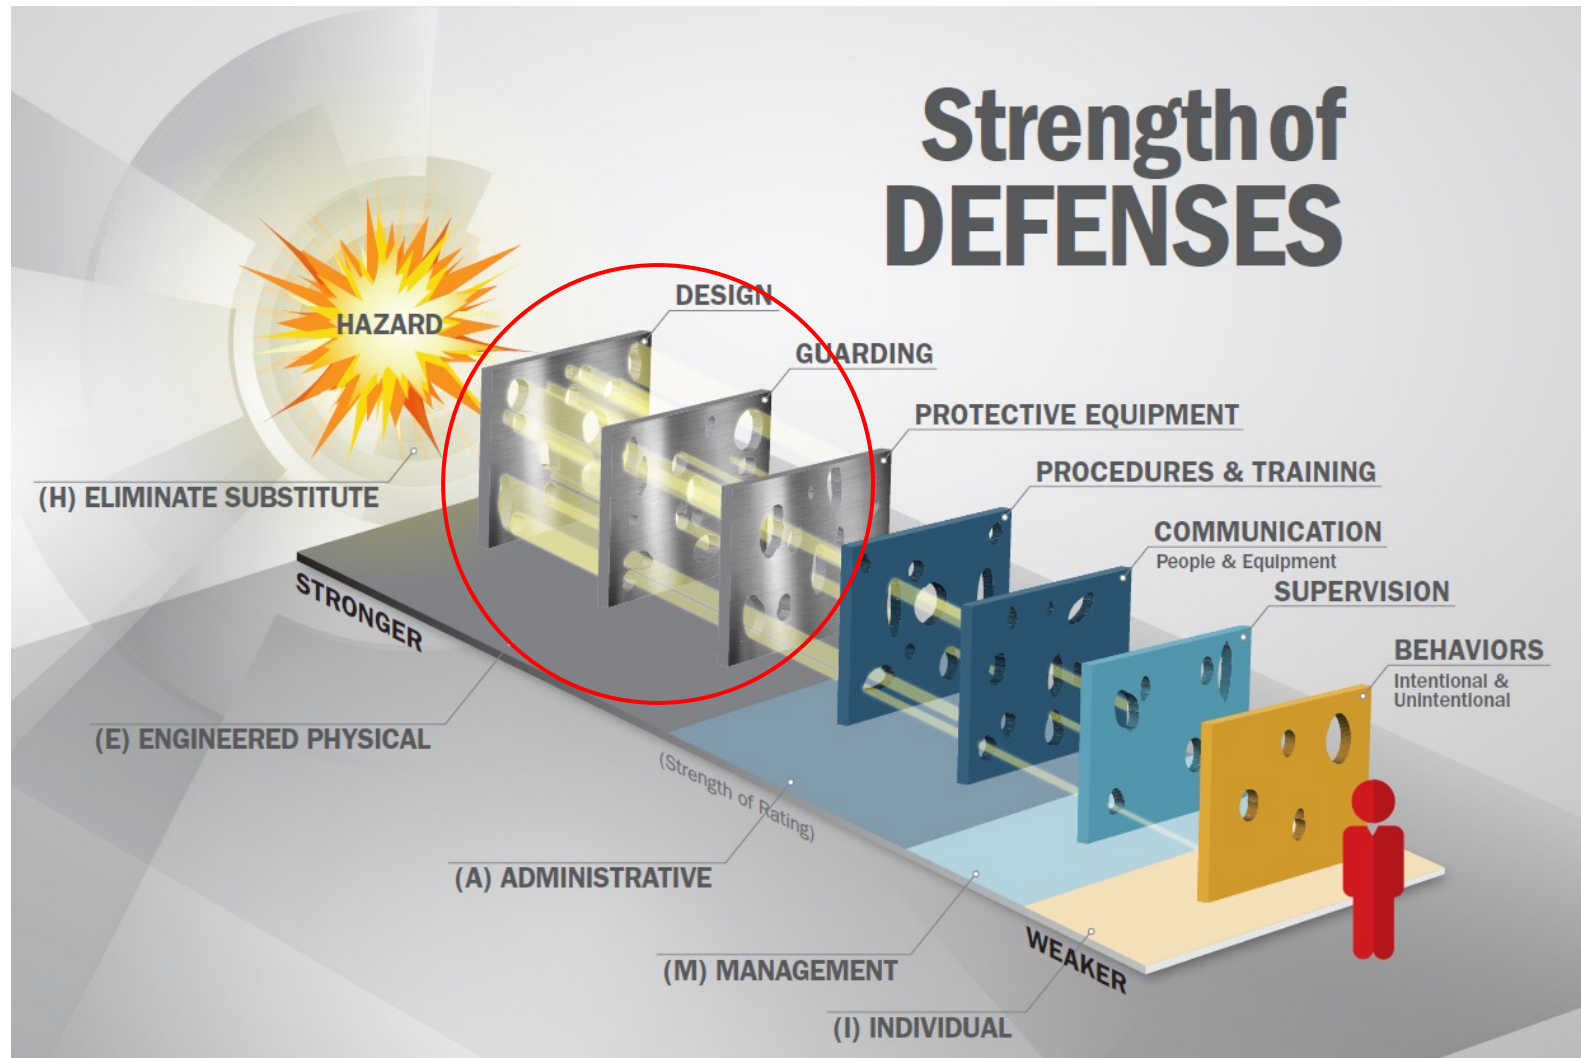 Strength of
DEFENSES
HAZARD
DESIGN
GUARDING
PROTECTIVE EQUIPMENT
PROCEDURES & TRAINING
COMMUNICATION
People & Equipment
SUPERVISION
BEHAVIORS
Intentional &
Unintentional
(H) ELIMINATE SUBSTITUTE
STRONGER
(E) ENGINEERED PHYSICAL
(Strength of Rating)
(A) ADMINISTRATIVE
(M) MANAGEMENT
WEAKER
(I) INDIVIDUAL